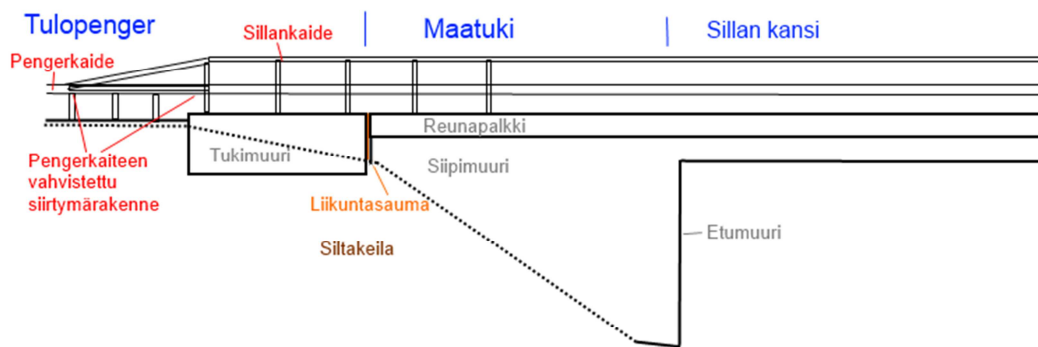 Tulopenger
Sillankaide
Maatuki
Sillan kansi
Pengerkaide
Reunapalkki
Tukimuuri
Siipimuuri
Pengerkaiteen
vahvistettu
siirtymärakenne
Liikuntasauma
Siltakeila
Etumuuri